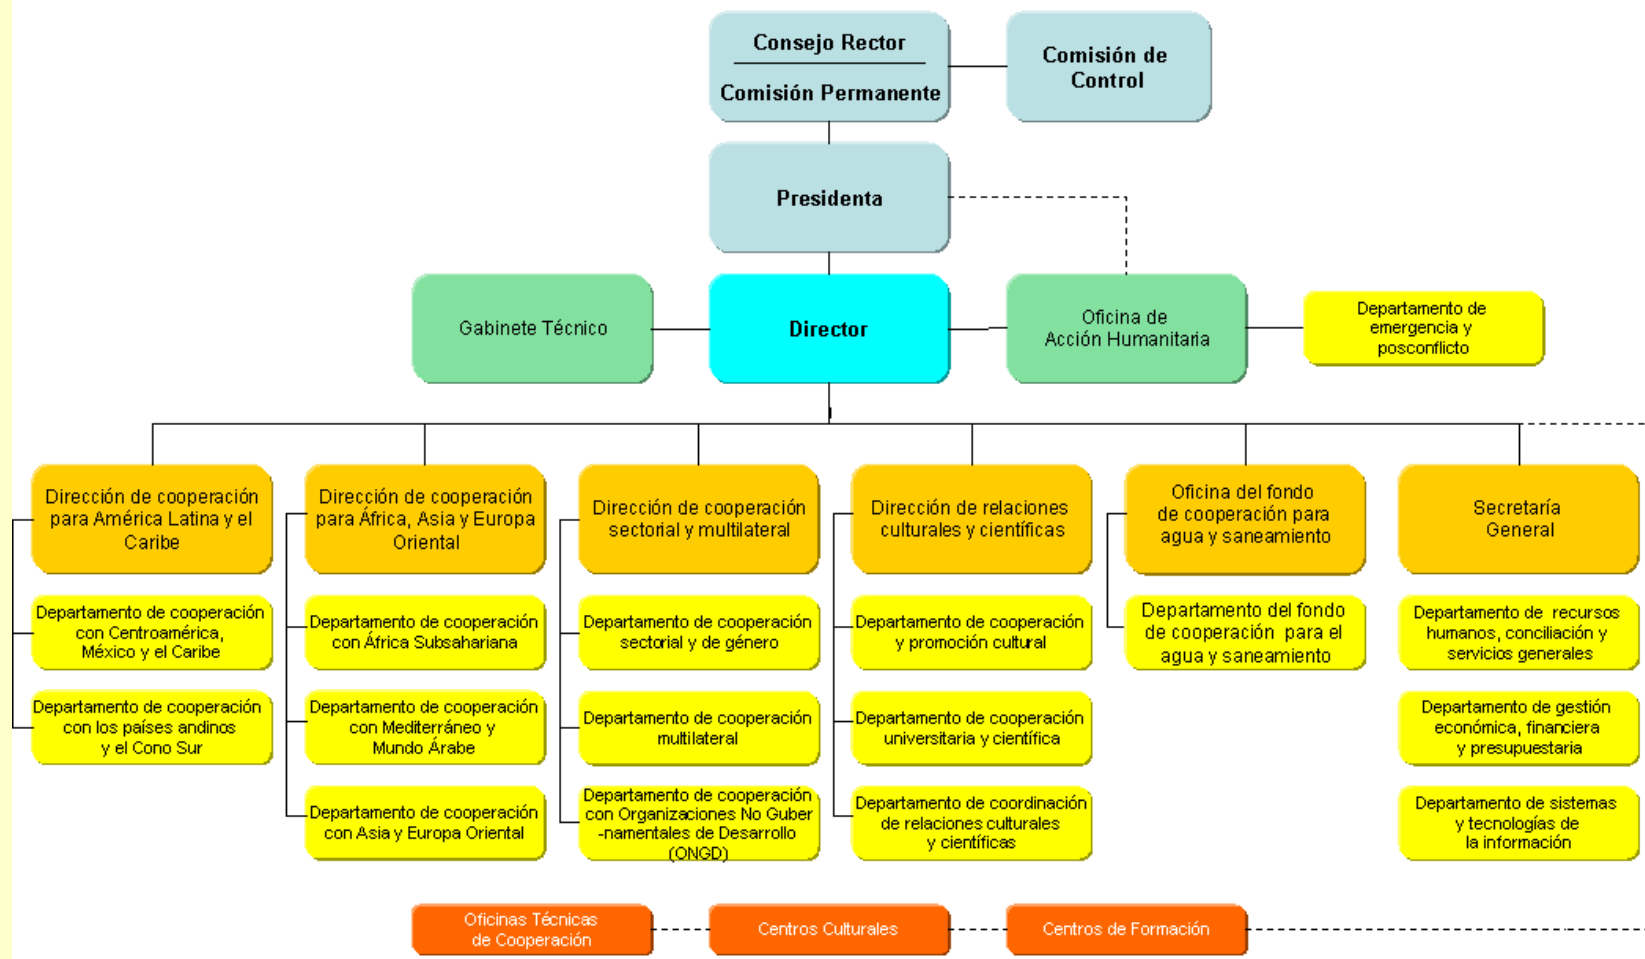 Consejo Rector
Comisión Permanente
Comisión de
Control
Presidenta
Gabinete Técnico
Director
Oficina de
Acción Humanitaria
Departamento de
emergencia y
posconflicto
Dirección de cooperación
para América Latina y el
Caribe
Dirección de cooperación
para África, Asia y Europa
Oriental
Dirección de cooperación
sectorial y multilateral
Dirección de relaciones
culturales y científicas
Oficina del fondo
de cooperación para
agua y saneamiento
Secretaría
General
Departamento de cooperación
con Centroamérica,
México y el Caribe
Departamento de cooperación
con África Subsahariana
Departamento de cooperación
sectorial y de género
Departamento de cooperación
y promoción cultural
Departamento del fondo
de cooperación para el
agua y saneamiento
Departamento de recursos
humanos, conciliación y
servicios generales
Departamento de cooperación
con los países andinos
y el Cono Sur
Departamento de cooperación
con Mediterráneo y
Mundo Árabe
Departamento de cooperación
multilateral
Departamento de cooperación
universitaria y científica
Departamento de gestión
económica, financiera
y presupuestaria
Departamento de cooperación
con Asia y Europa Oriental
Departamento de cooperación
con Organizaciones No Guber
-namentales de Desarrollo
(ONGD)
Departamento de coordinación
de relaciones culturales
y científicas
Departamento de sistemas
y tecnologías de
la información
Oficinas Técnicas
de Cooperación
Centros Culturales
Centros de Formación